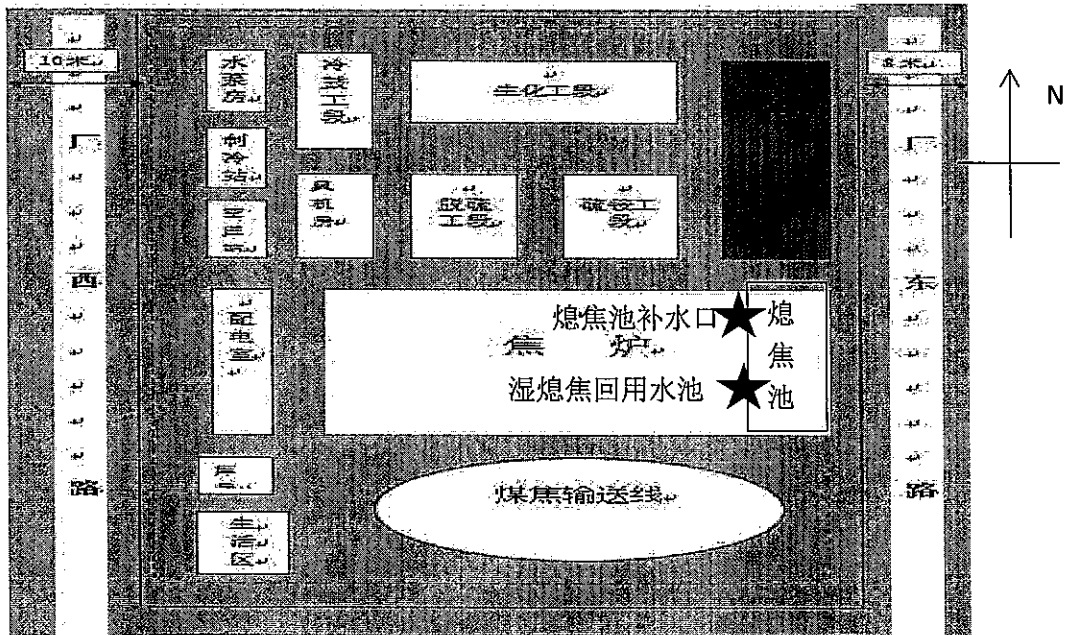 10米
8米
N
水泵房
冷鼓工段
生化工段
制冷站
风机房
脱硫工段
硫铵工段
厂西路
厂东路
配电室
焦 炉
熄焦池补水口
湿熄焦回用水池
熄焦池
煤焦输送线
生活区